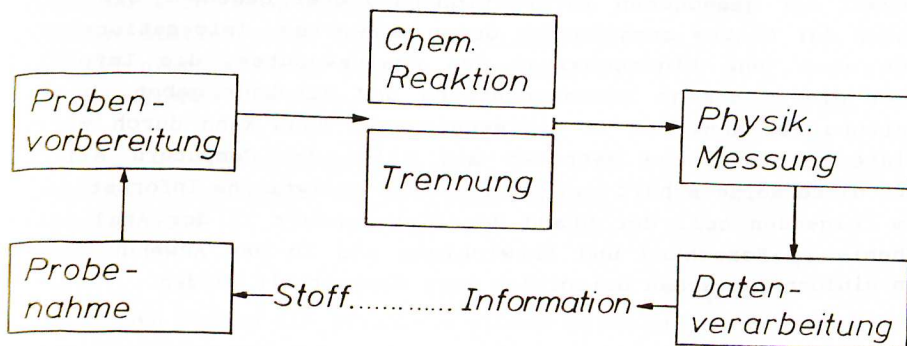 Chem.
Reaktion
Proben-
vorbereitung
Trennung
Physik.
Messung
Probe-
nahme
Stoff............ Information
Daten-
verarbeitung